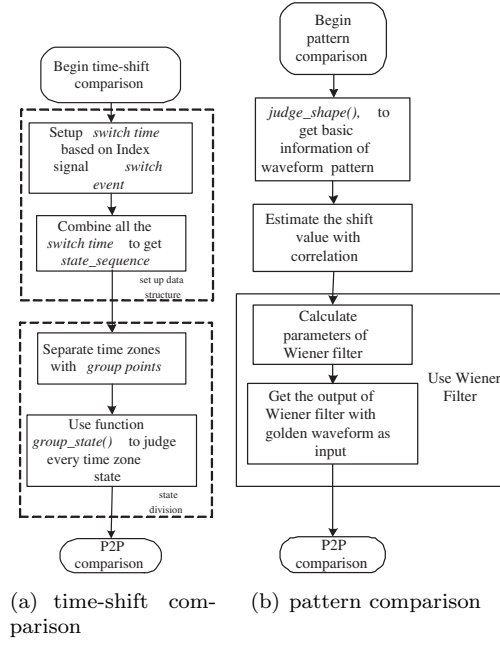 Begin time-shift
comparison
Setup switch time
based on Index
signal switch
event
Combine all the
switch time to get
state_sequence
set up data
structure
Separate time zones
with group points
Use function
group_state() to judge
every time zone
state
state
division
P2P
comparison
(a) time-shift com-
parison
Begin
pattern
comparison
judge_shape(), to
get basic
information of
waveform pattern
Estimate the shift
value with
correlation
Calculate
parameters of
Wiener filter
Use Wiener
Filter
Get the output of
Wiener filter with
golden waveform as
input
P2P
comparison
(b) pattern comparison